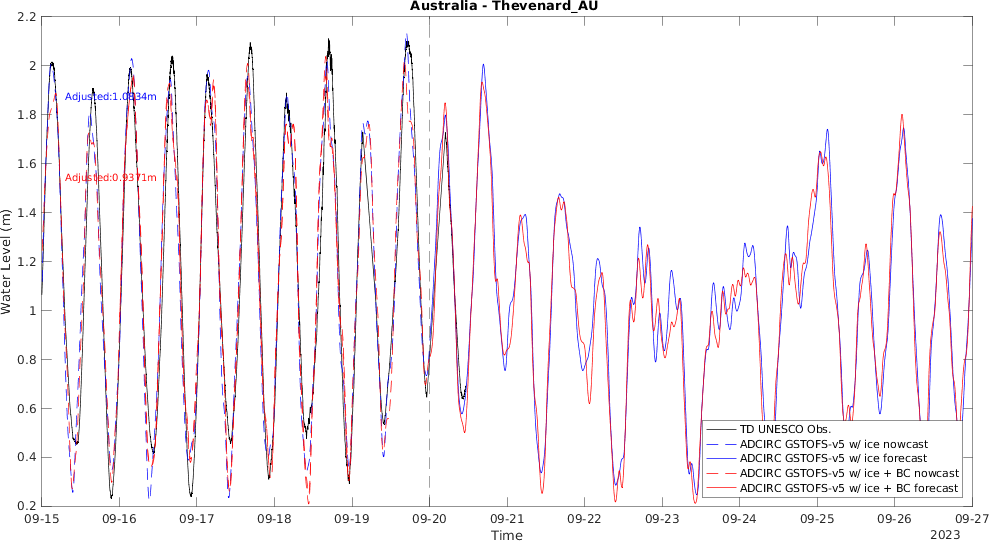 Australia - Thevenard_AU
2.2
2
1.8
1.6
1.4
1.2
1
0.8
0.6
0.4
0.2
Water Level (m)
Adjusted:1.0834m
Adjusted:0.9371m
TD UNESCO Obs.
ADCIRC GSTOFS-v5 w/ ice nowcast
ADCIRC GSTOFS-v5 w/ ice forecast
ADCIRC GSTOFS-v5 w/ ice + BC nowcast
ADCIRC GSTOFS-v5 w/ ice + BC forecast
09-15 09-16 09-17 09-18 09-19 09-20 09-21 09-22 09-23 09-24 09-25 09-26 09-27
Time
2023